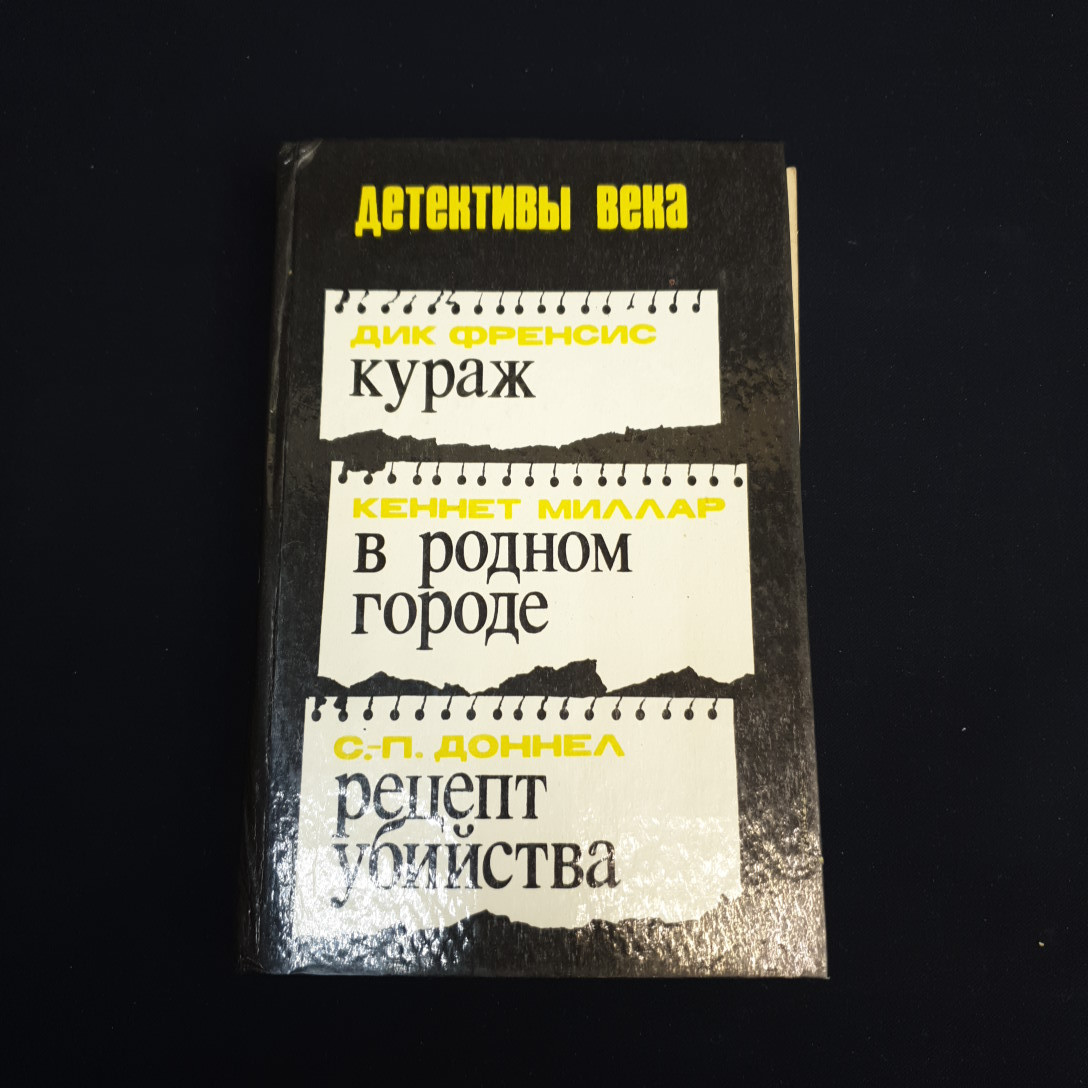 детективы века
ДИК ФРЕНСИС
кураж
КЕННЕТ МИЛЛАР
в родном
городе
С.-П. ДОННЕЛ
рецепт
убийства